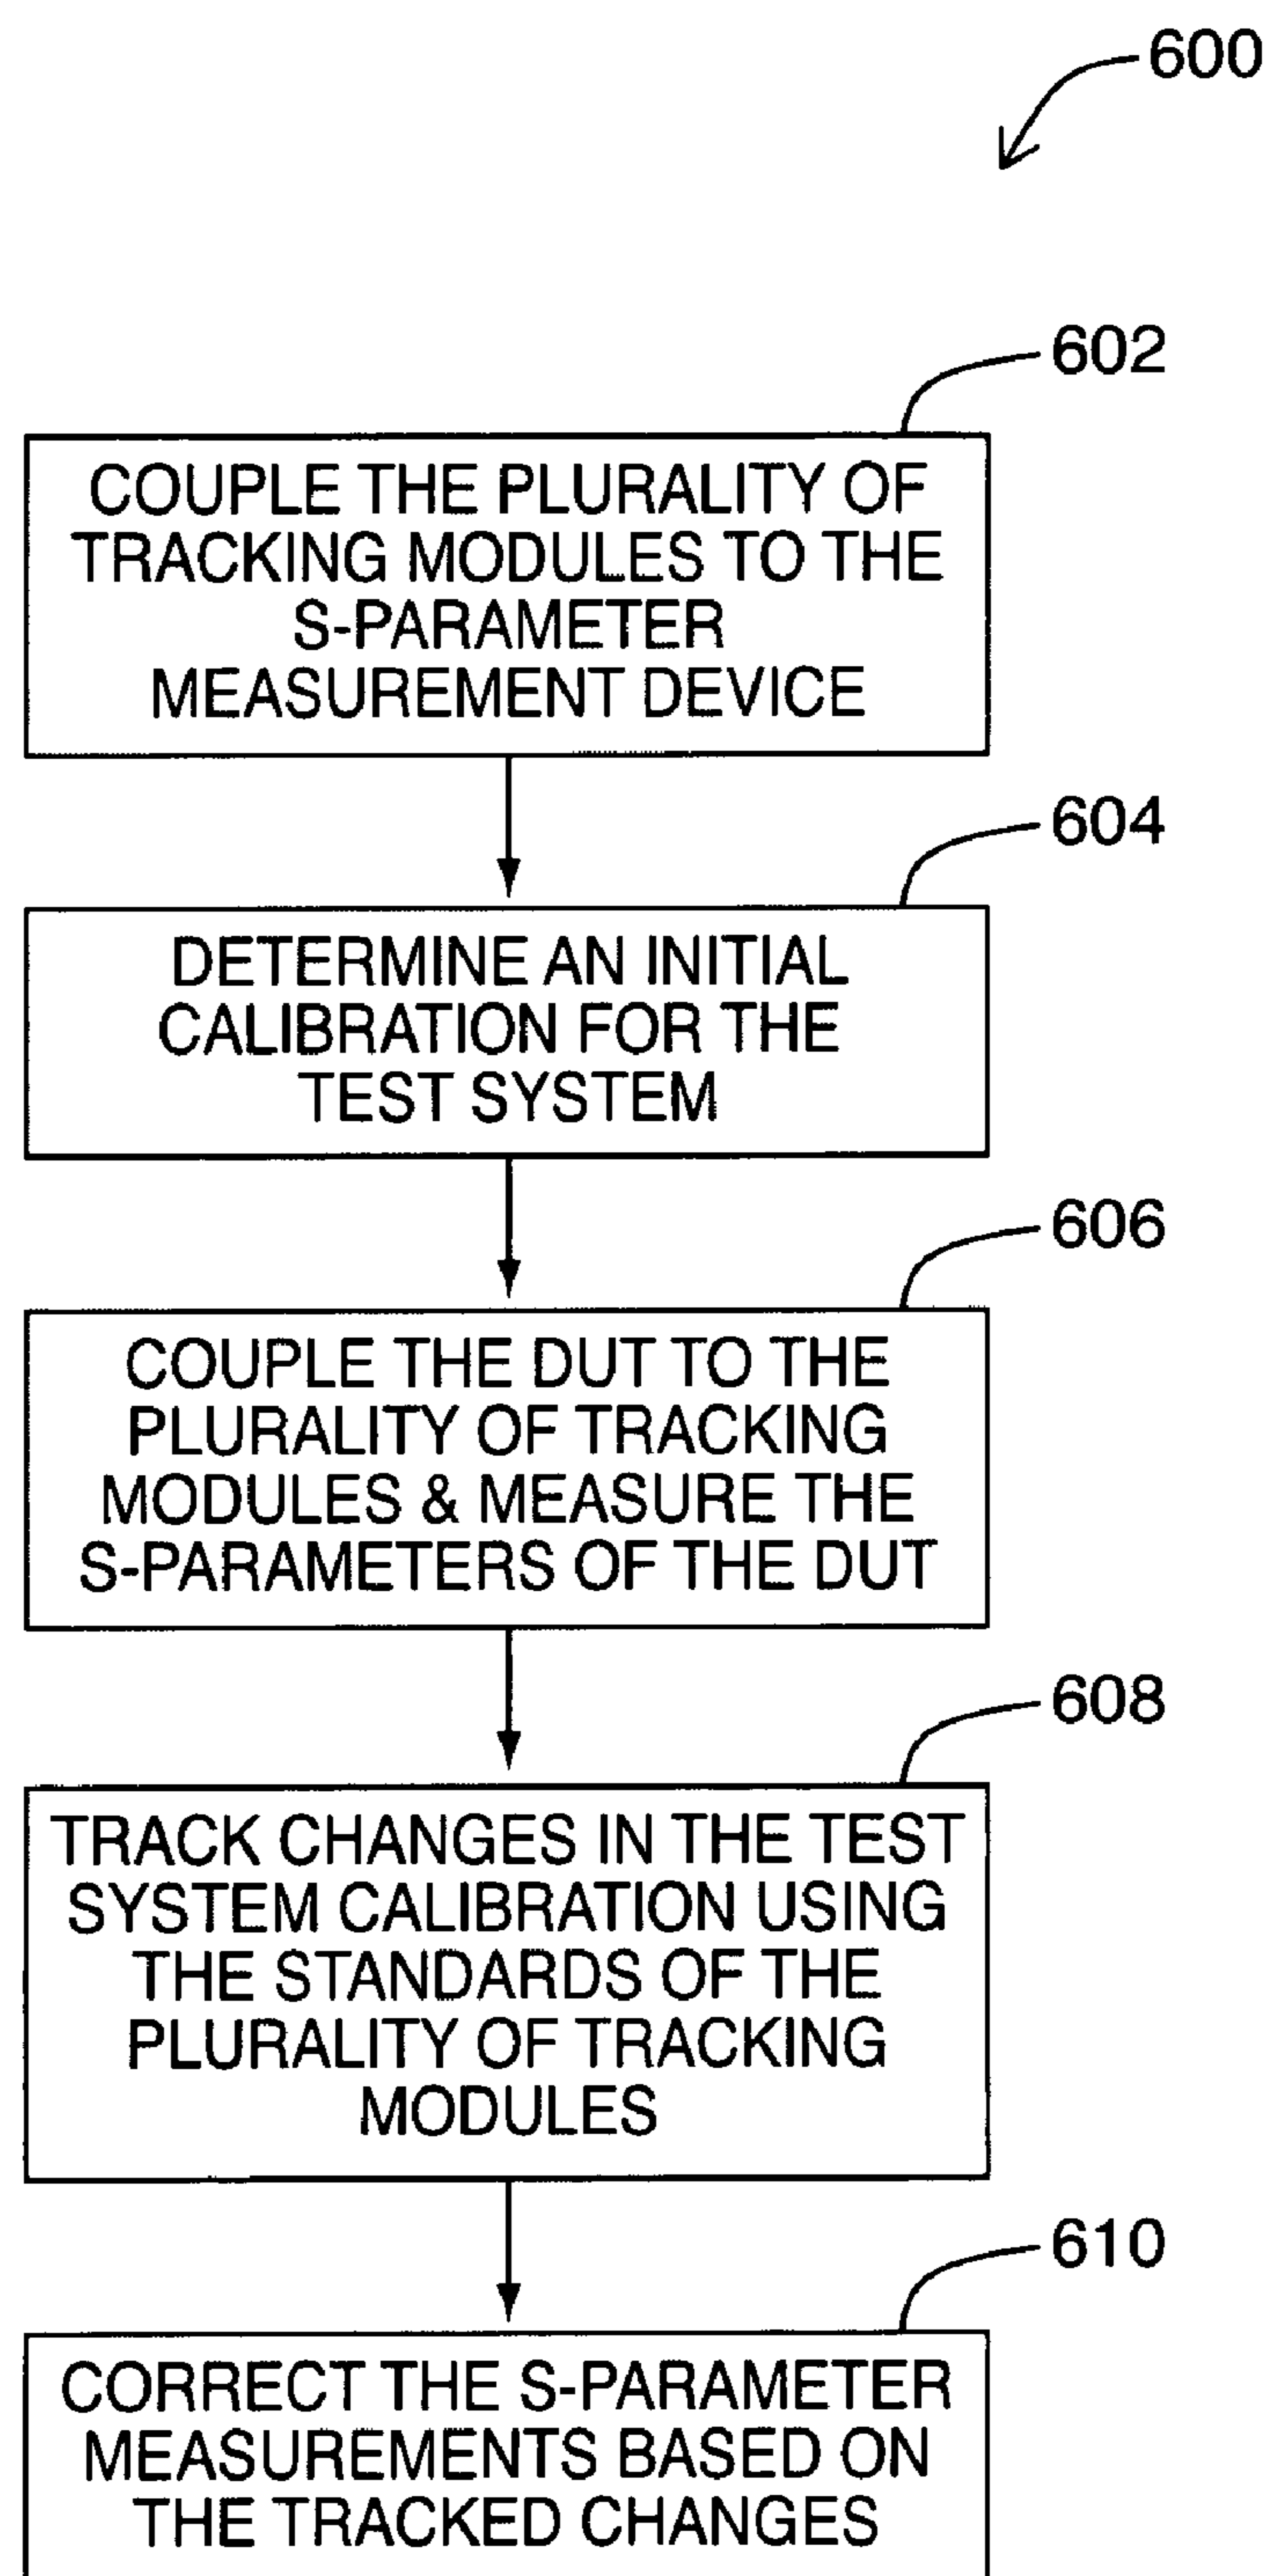 600
602
COUPLE THE PLURALITY OF
TRACKING MODULES TO THE
S-PARAMETER
MEASUREMENT DEVICE
604
DETERMINE AN INITIAL
CALIBRATION FOR THE
TEST SYSTEM
606
COUPLE THE DUT TO THE
PLURALITY OF TRACKING
MODULES & MEASURE THE
S-PARAMETERS OF THE DUT
608
TRACK CHANGES IN THE TEST
SYSTEM CALIBRATION USING
THE STANDARDS OF THE
PLURALITY OF TRACKING
MODULES
610
CORRECT THE S-PARAMETER
MEASUREMENTS BASED ON
THE TRACKED CHANGES